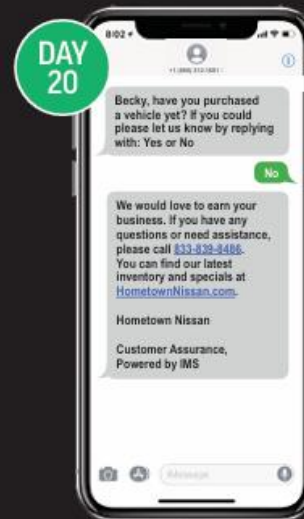 DAY
20
8:02
Becky, have you purchased
a vehicle yet? If you could
please let us know by replying
with: Yes or No
No
We would love to earn your
business. If you have any
questions or need assistance,
please call 833-839-8486.
You can find our latest
inventory and specials at
HometownNissan.com.
Hometown Nissan
Customer Assurance,
Powered by IMS
iMessage